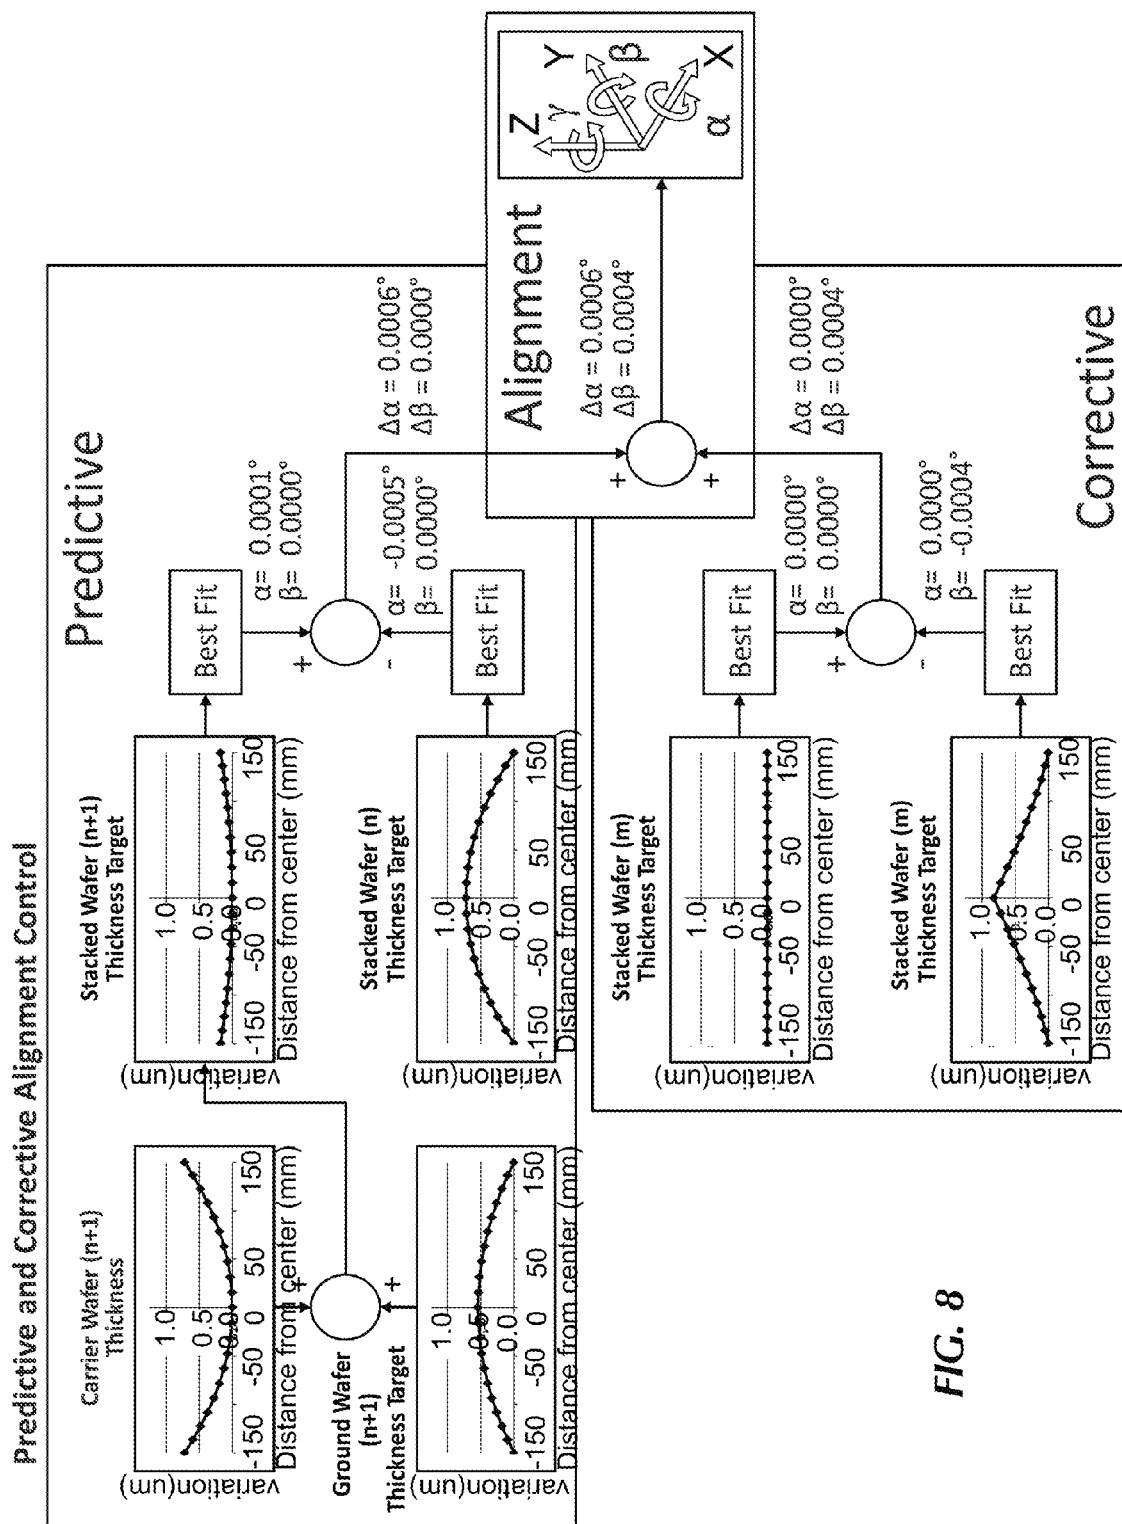 Predictive and Corrective Alignment Control
Predictive
Carrier Wafer (n+1)
Thickness
variation(um)
1.0
0.5
0.0
-150
-50
0
50
150
Distance from center (mm)
+
Ground Wafer
(n+1)
Thickness Target
+
variation(um)
1.0
0.5
0.0
-150
-50
0
50
150
Distance from center (mm)
Stacked Wafer (n+1)
Thickness Target
variation(um)
1.0
0.5
0.0
-150
-50
0
50
150
Distance from center (mm)
Best Fit
α= 0.0001°
β= 0.0000°
+
-
Stacked Wafer (n)
Thickness Target
variation(um)
1.0
0.5
0.0
-150
-50
0
50
150
Distance from center (mm)
Best Fit
α= -0.0005°
β= 0.0000°
Δα = 0.0006°
Δβ = 0.0000°
Alignment
+
+
Δα = 0.0006°
Δβ = 0.0004°
Z
γ
Y
β
X
α
Stacked Wafer (m)
Thickness Target
variation(um)
1.0
0.5
0.0
-150
-50
0
50
150
Distance from center (mm)
Best Fit
α= 0.0000°
β= 0.0000°
+
-
Stacked Wafer (m)
Thickness Target
variation(um)
1.0
0.5
0.0
-150
-50
0
50
150
Distance from center (mm)
Best Fit
α= 0.0000°
β= -0.0004°
Δα = 0.0000°
Δβ = 0.0004°
Corrective
FIG. 8